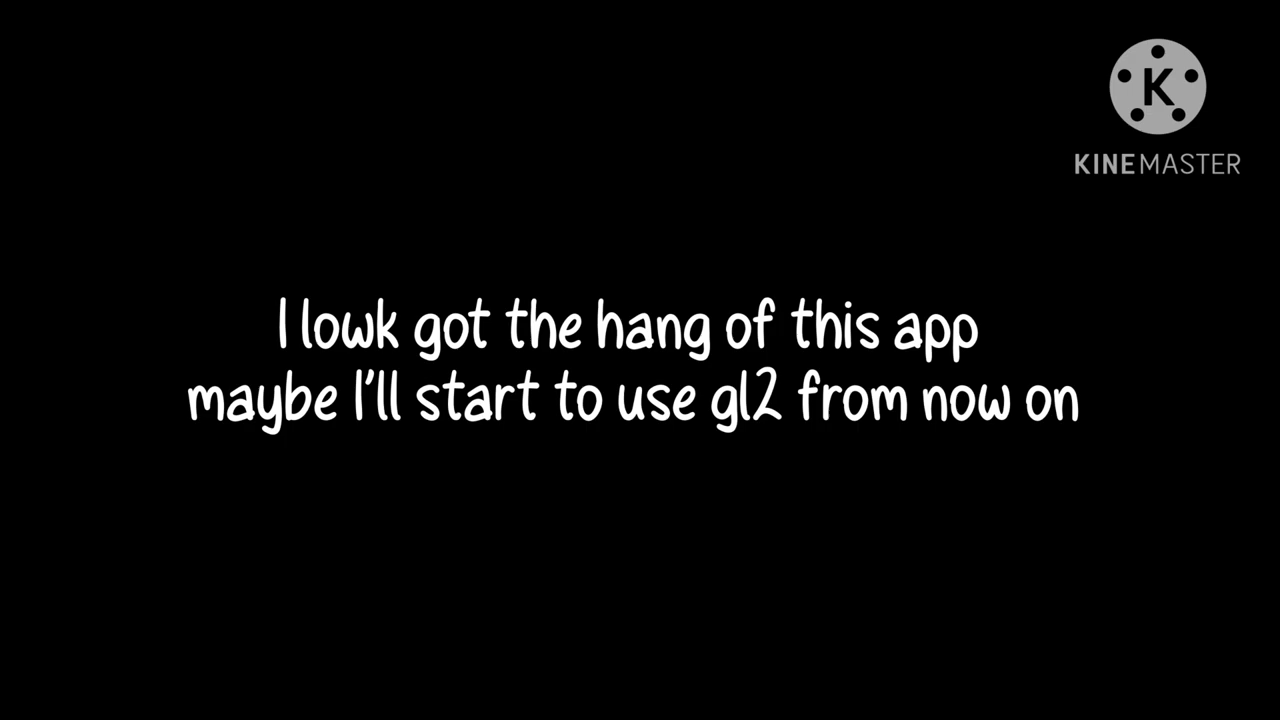 K
KINEMASTER
I lowk got the hang of this app
maybe I'll start to use gl2 from now on